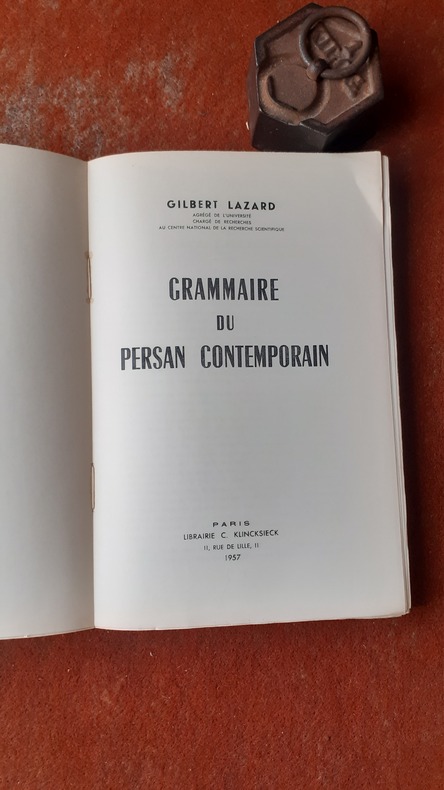 GILBERT LAZARD
AGRÉGÉ DE L'UNIVERSITÉ
CHARGÉ DE RECHERCHES
AU CENTRE NATIONAL DE LA RECHERCHE SCIENTIFIQUE
GRAMMAIRE
DU
PERSAN CONTEMPORAIN
PARIS
LIBRAIRIE C. KLINCKSIECK
11, RUE DE LILLE, 11
1957